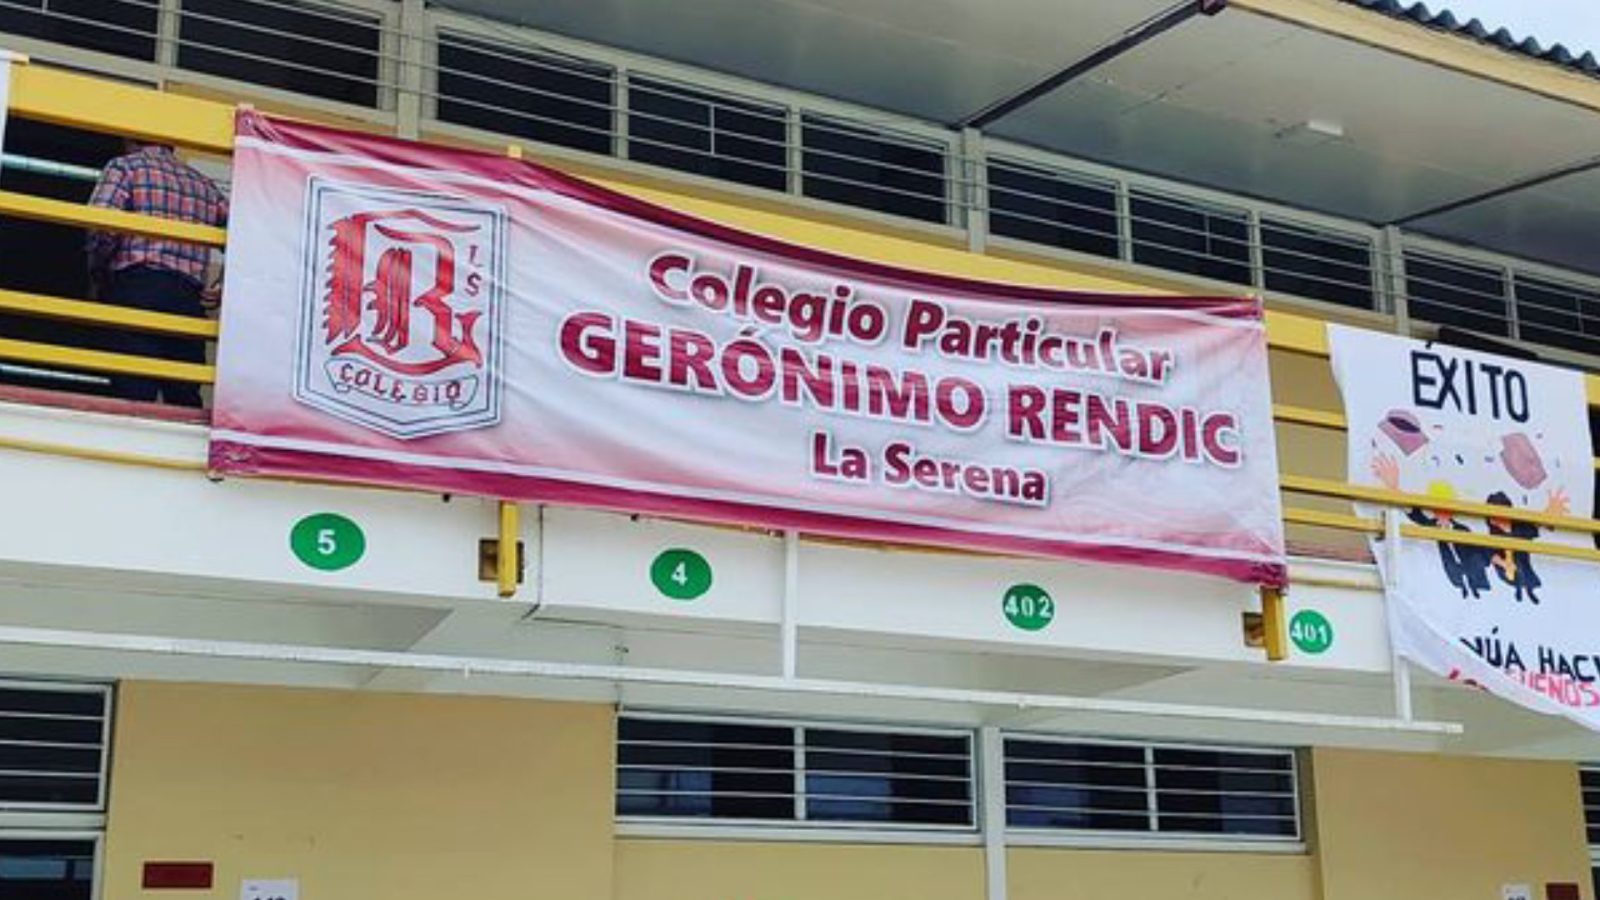 LS
COLEGIO
Colegio Particular
GERÓNIMO RENDIC
La Serena
ÉXITO
5
4
402
401